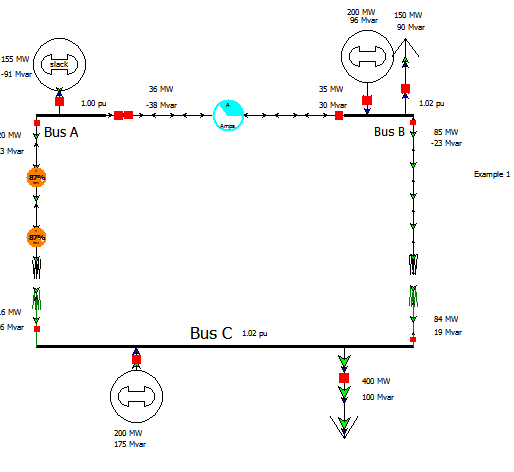 200 MW
96 Mvar
150 MW
90 Mvar
155 MW
-91 Mvar
slack
36 MW
-38 Mvar
A
Amps
35 MW
30 Mvar
1.00 pu
1.02 pu
Bus A
Bus B
20 MW
3 Mvar
85 MW
-23 Mvar
Example 1
87%
87%
16 MW
6 Mvar
84 MW
19 Mvar
Bus C
1.02 pu
400 MW
100 Mvar
200 MW
175 Mvar